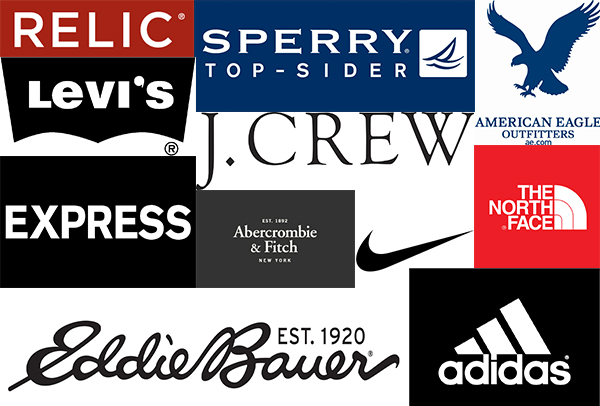 RELIC®
SPERRY®
TOP-SIDER
LEVI'S
®
AMERICAN EAGLE
OUTFITTERS
ae.com
J.CREW
EXPRESS
EST. 1892
Abercrombie
& Fitch
NEW YORK
THE
NORTH
FACE
®
EST. 1920
Eddie Bauer®
adidas®